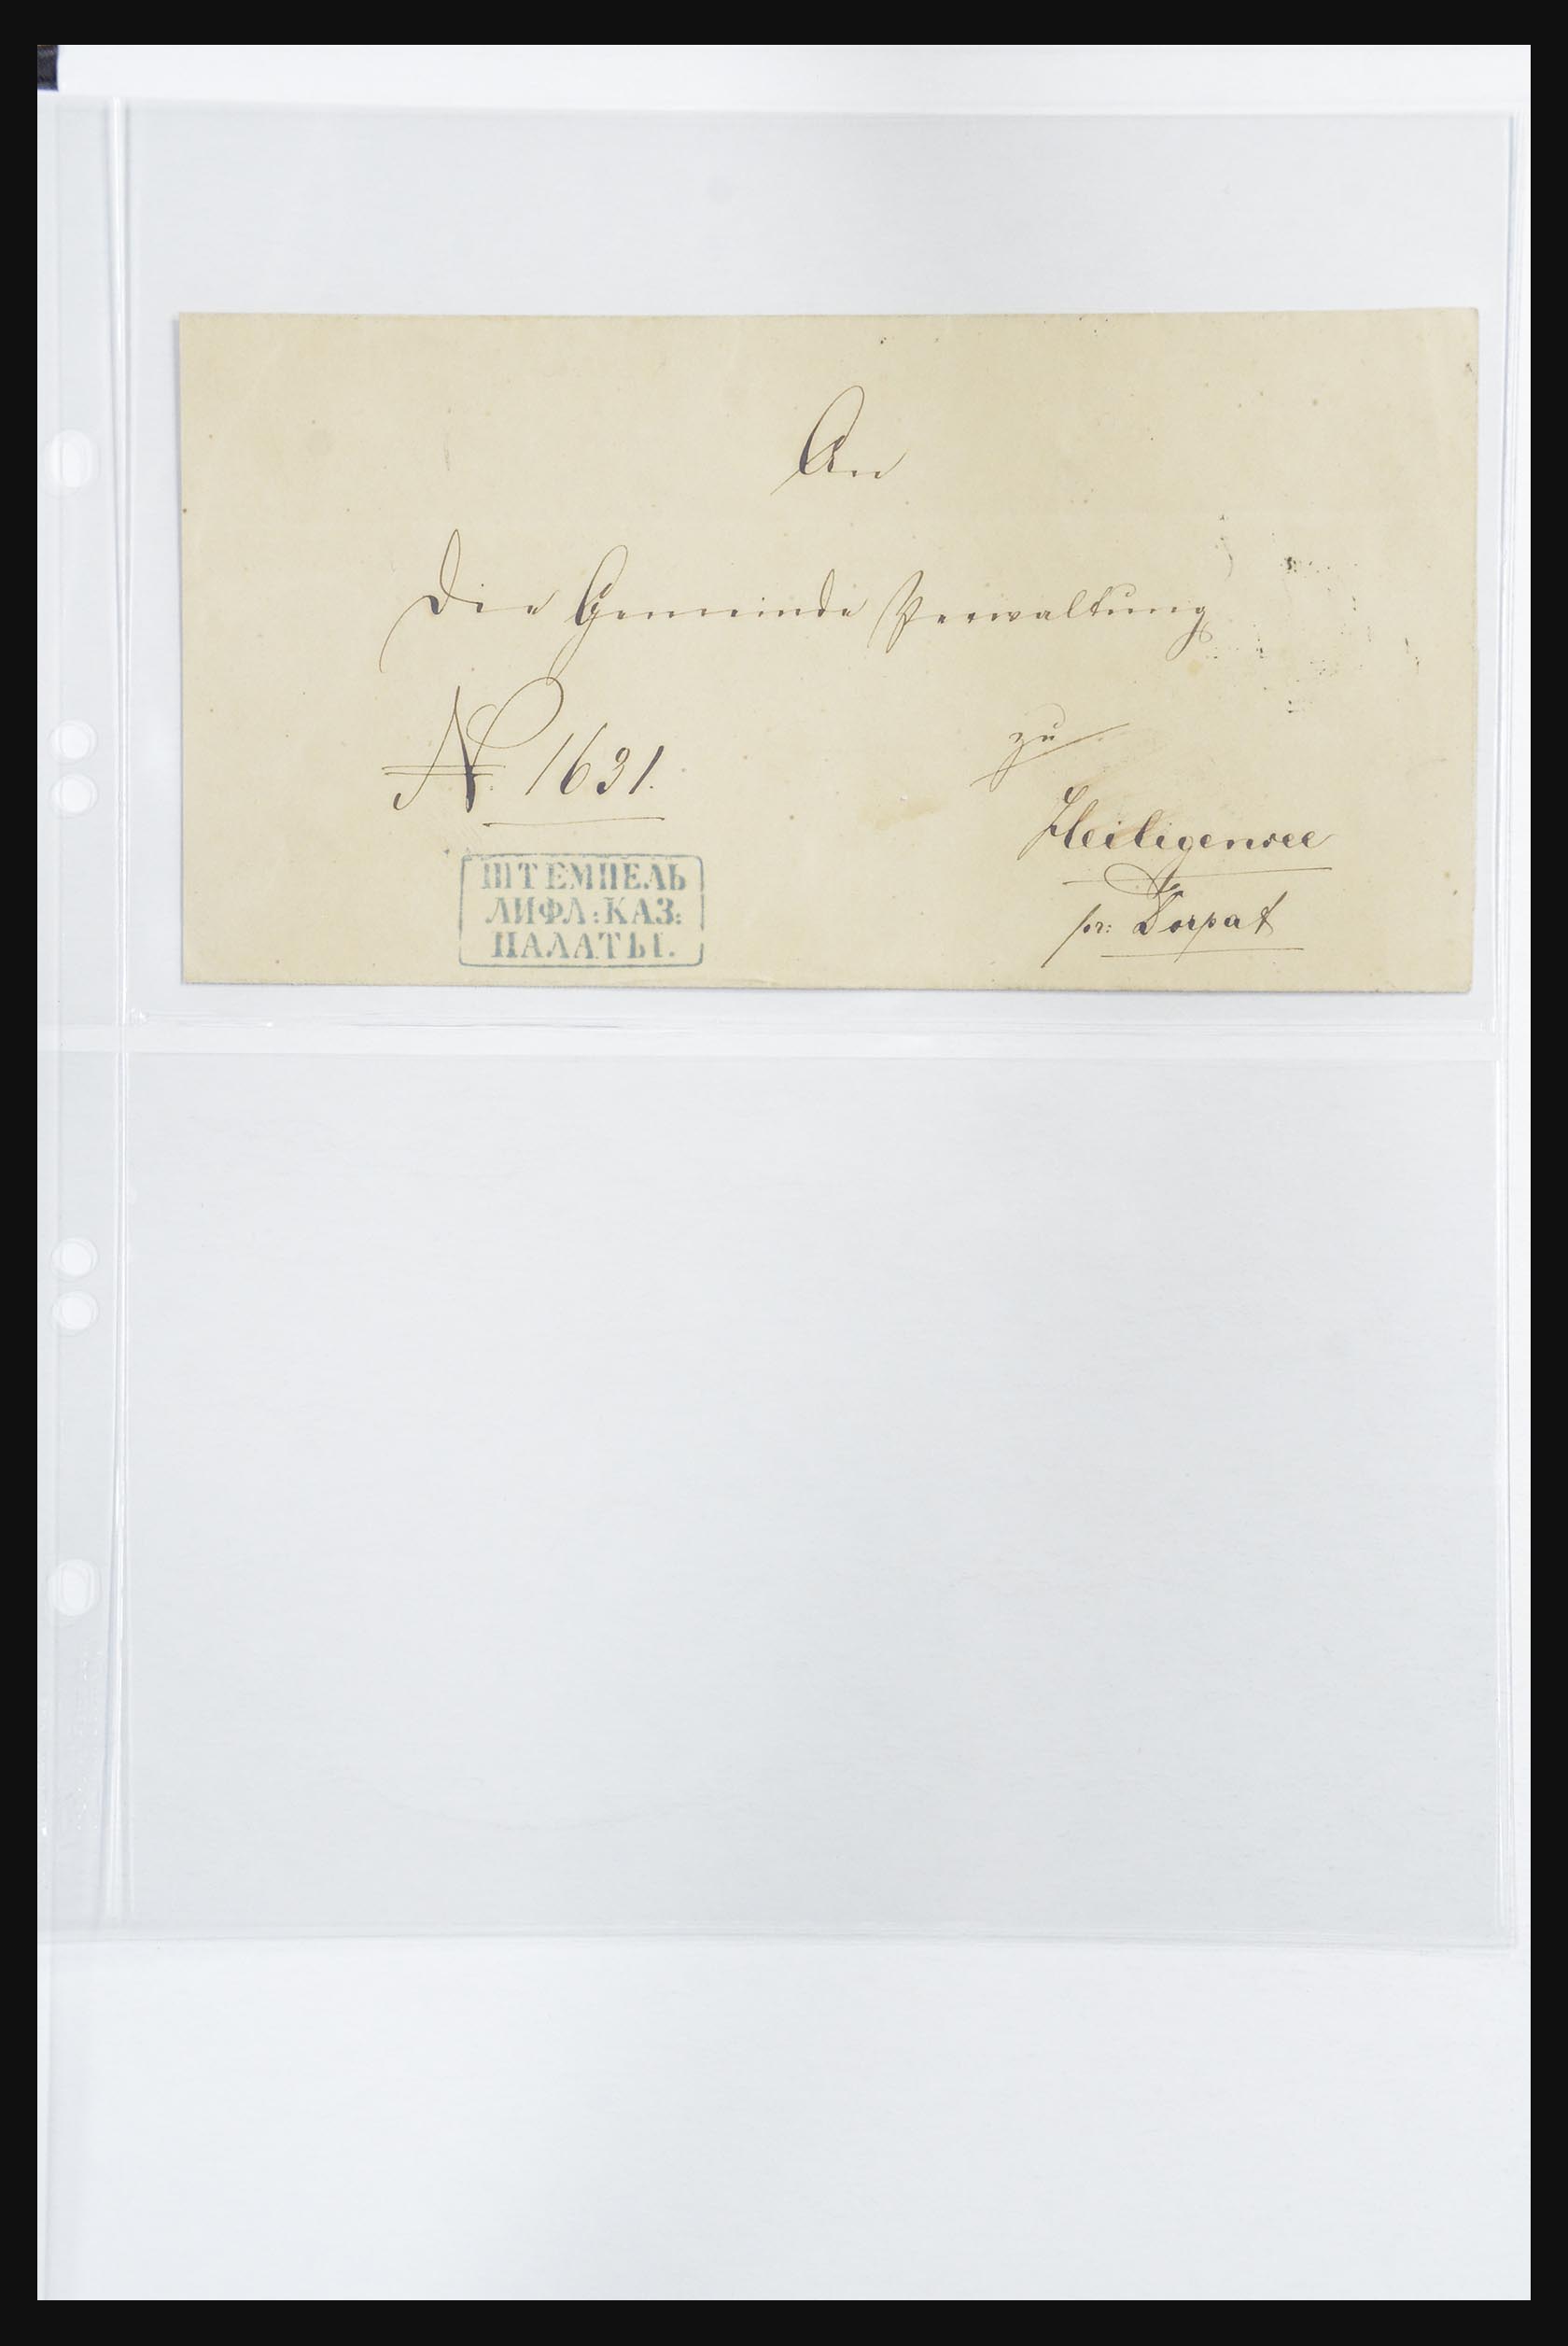 An
die Gemeinde Verwaltung
№ 1631.
zu
Heiligensee
pr: Dorpat
ШТЕМПЕЛЬ
ЛИФЛ: КАЗ:
ПАЛАТЫ.